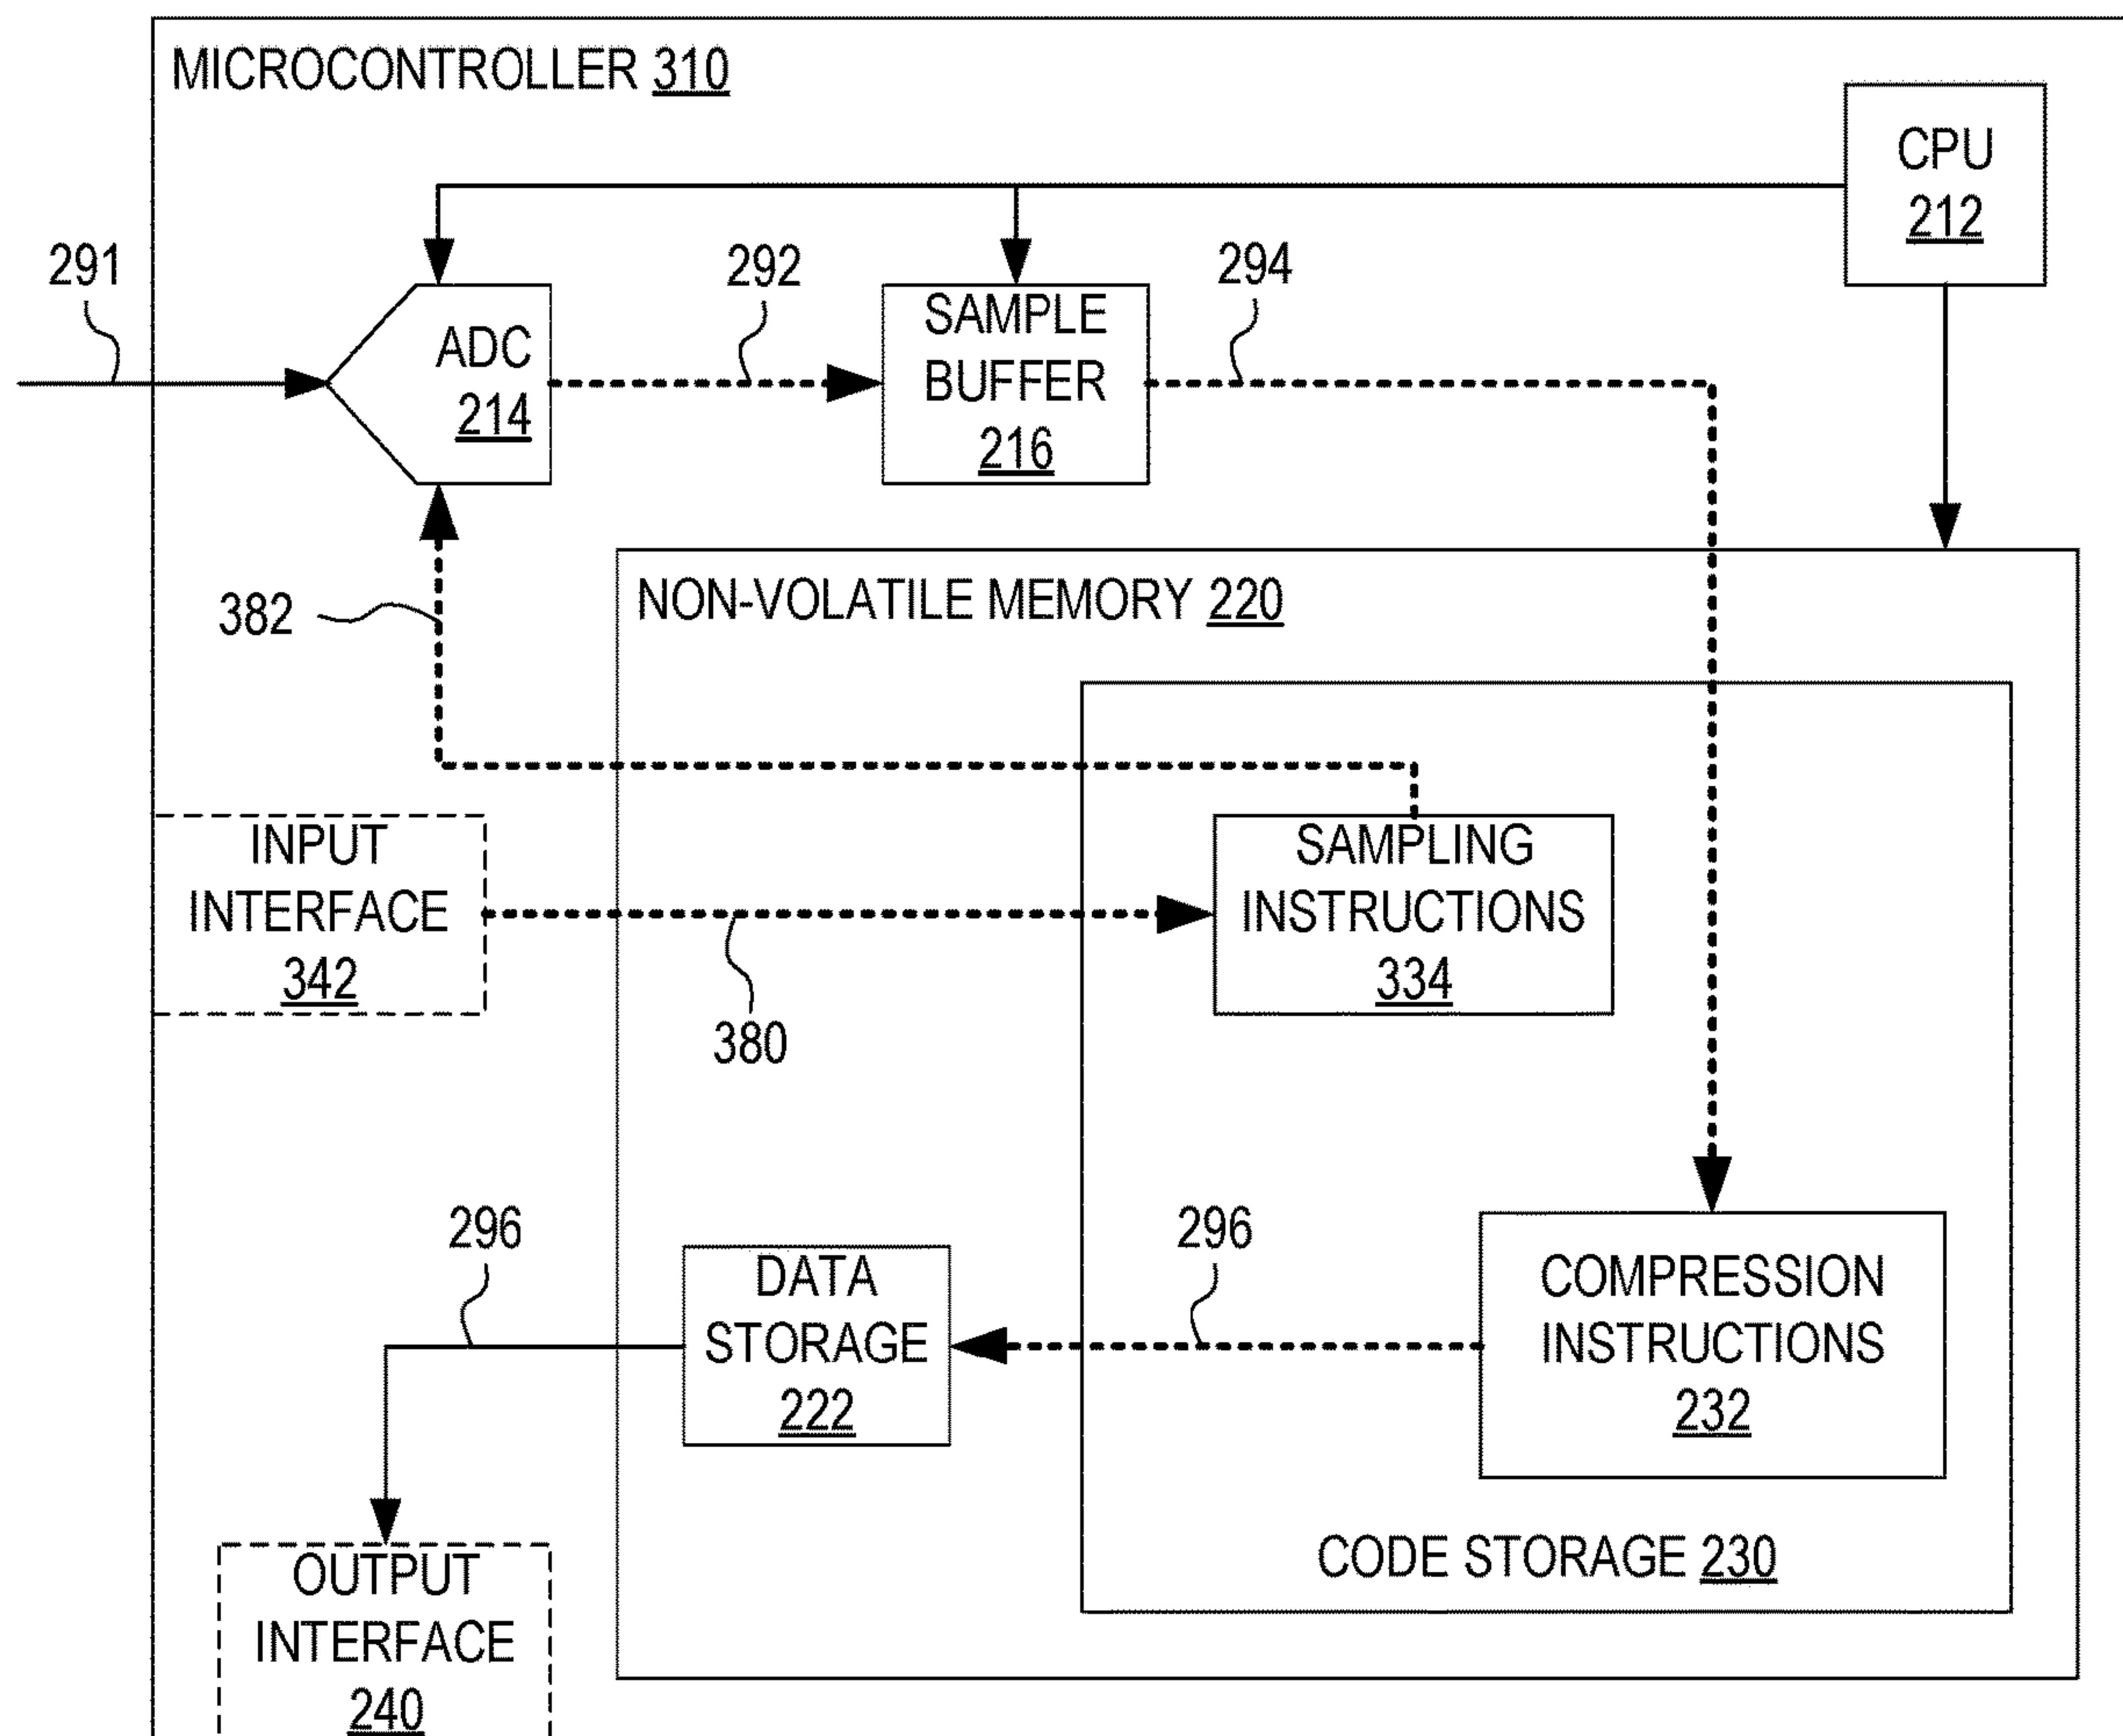 MICROCONTROLLER 310
CPU
212
291
292
294
ADC
214
SAMPLE
BUFFER
216
382
NON-VOLATILE MEMORY 220
INPUT
INTERFACE
342
SAMPLING
INSTRUCTIONS
334
380
296
296
DATA
STORAGE
222
COMPRESSION
INSTRUCTIONS
232
CODE STORAGE 230
OUTPUT
INTERFACE
240